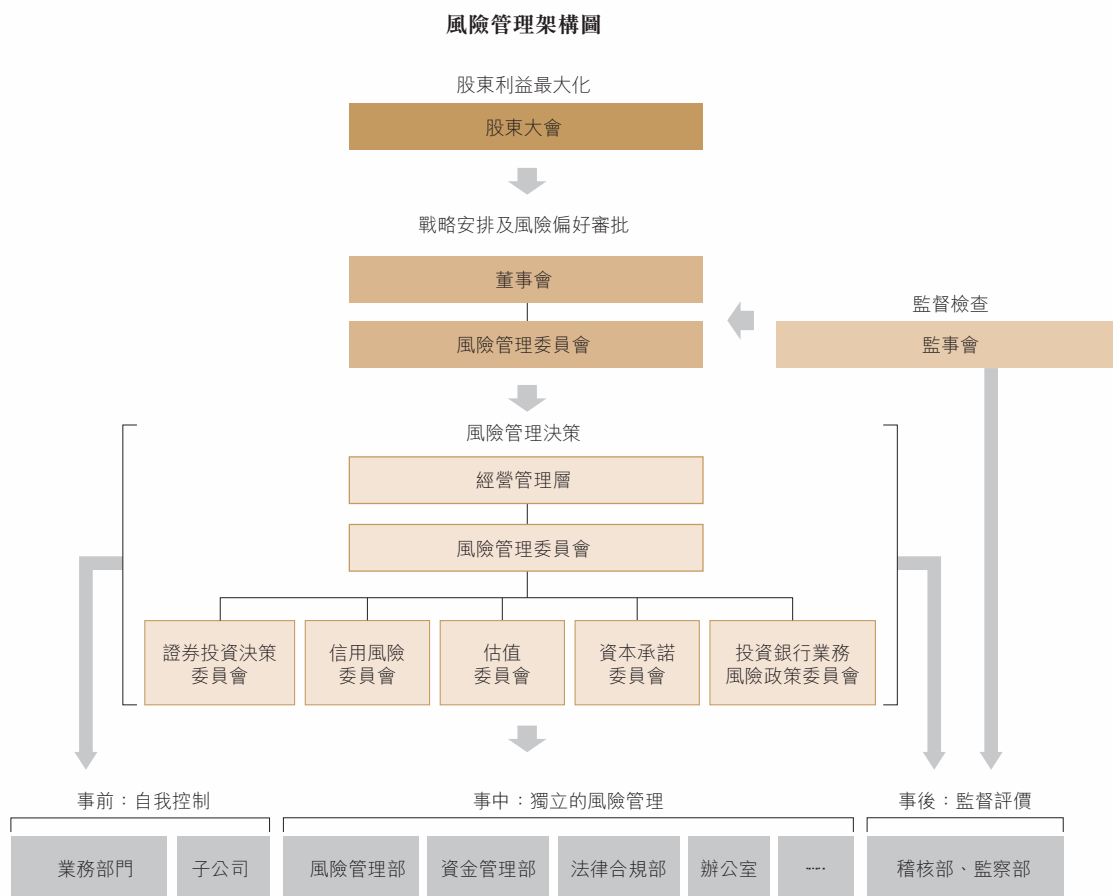 風險管理架構圖
股東利益最大化
股東大會
戰略安排及風險偏好審批
董事會
監督檢查
風險管理委員會
監事會
風險管理決策
經營管理層
風險管理委員會
證券投資決策
委員會
信用風險
委員會
估值
委員會
資本承諾
委員會
投資銀行業務
風險政策委員會
事前：自我控制
事中：獨立的風險管理
事後：監督評價
業務部門
子公司
風險管理部
資金管理部
法律合規部
辦公室
……
稽核部、監察部